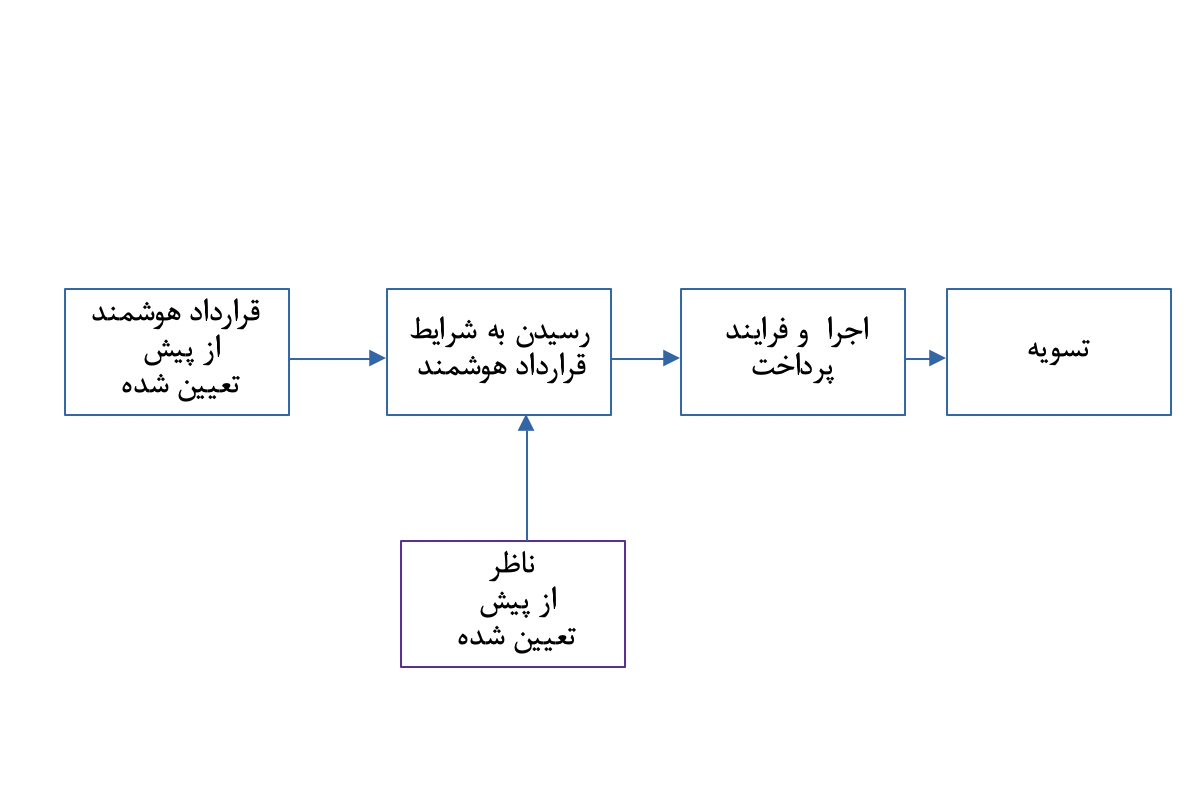 قرارداد هوشمند
از پیش
تعیین شده
رسیدن به شرایط
قرارداد هوشمند
اجرا و فرایند
پرداخت
تسویه
ناظر
از پیش
تعیین شده